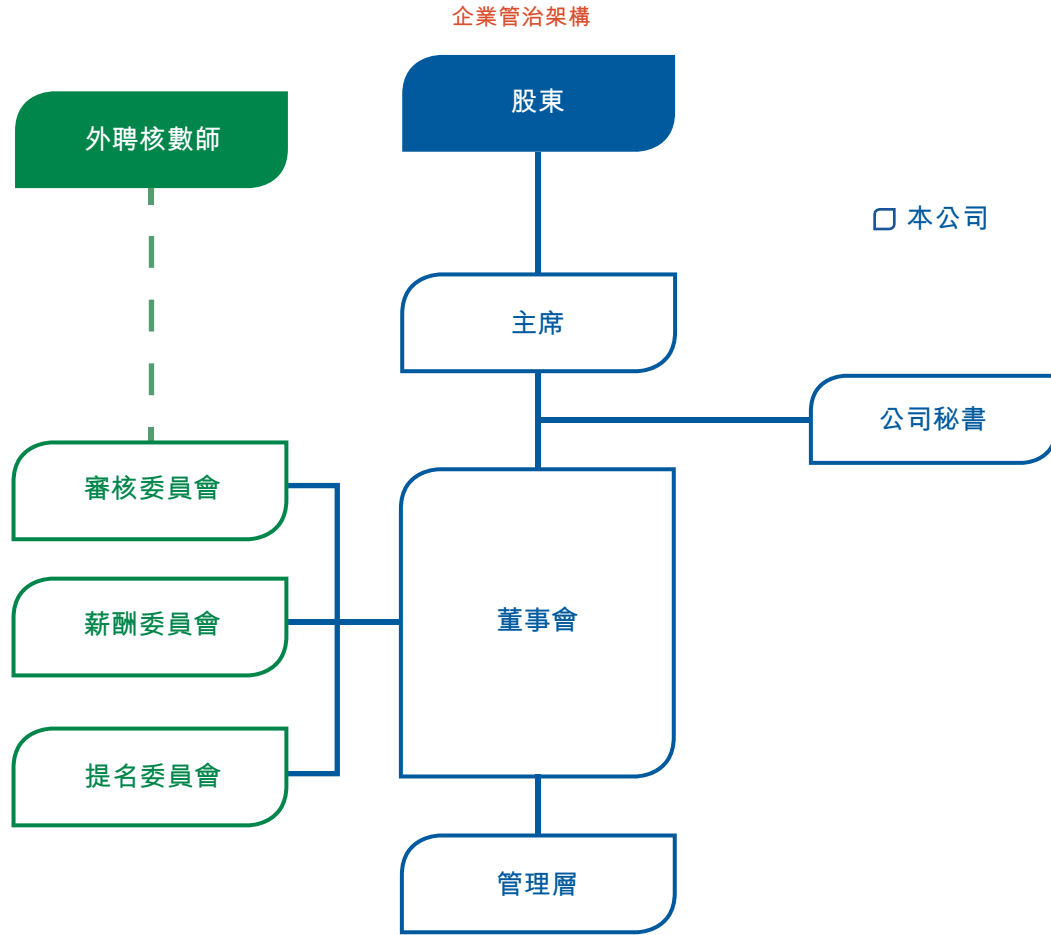 企業管治架構
股東
外聘核數師
本公司
主席
公司秘書
審核委員會
薪酬委員會
董事會
提名委員會
管理層